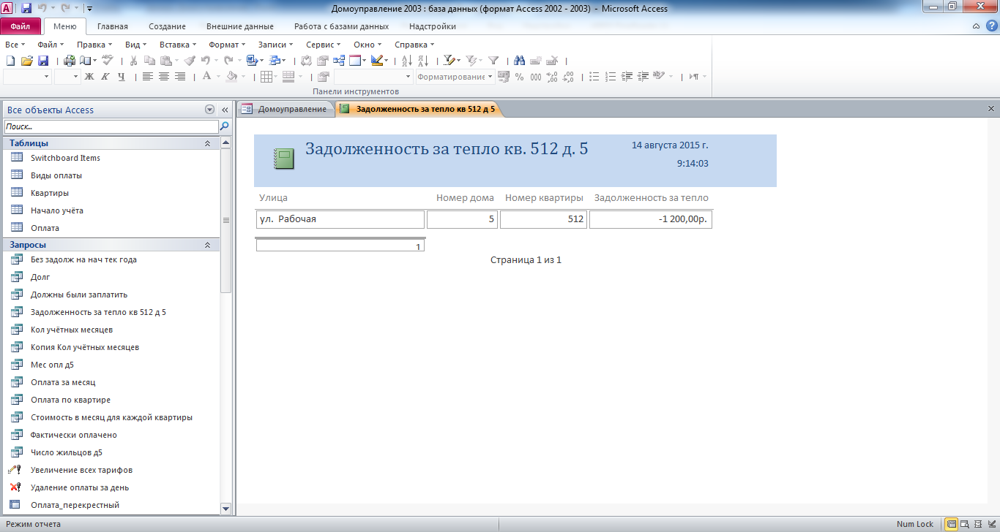 Домоуправление 2003 : база данных (формат Access 2002 - 2003) - Microsoft Access
Файл Меню Главная Создание Внешние данные Работа с базами данных Надстройки
Все Файл Правка Вид Вставка Формат Записи Сервис Окно Справка
Ж К Ч А Форматирование % 000
Панели инструментов
Все объекты Access
Поиск...
Таблицы
Switchboard Items
Виды оплаты
Квартиры
Начало учёта
Оплата
Запросы
Без задолж на нач тек года
Долг
Должны были заплатить
Задолженность за тепло кв 512 д 5
Кол учётных месяцев
Копия Кол учётных месяцев
Мес опл д5
Оплата за месяц
Оплата по квартире
Стоимость в месяц для каждой квартиры
Фактически оплачено
Число жильцов д5
Увеличение всех тарифов
Удаление оплаты за день
Оплата_перекрестный
Домоуправление Задолженность за тепло кв 512 д 5
Задолженность за тепло кв. 512 д. 5
14 августа 2015 г.
9:14:03
Улица Номер дома Номер квартиры Задолженность за тепло
ул. Рабочая 5 512 -1 200,00р.
1
Страница 1 из 1
Режим отчета Num Lock